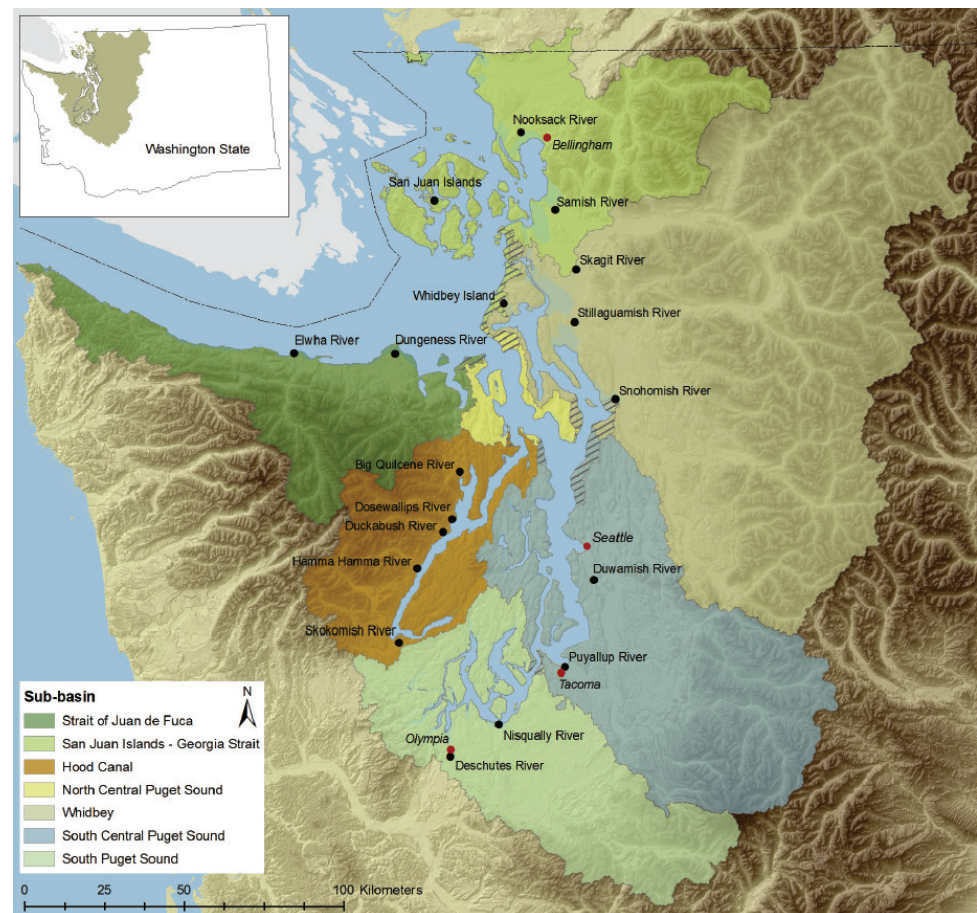 Washington State
Nooksack River
Bellingham
San Juan Islands
Samish River
Skagit River
Whidbey Island
Stillaguamish River
Elwha River
Dungeness River
Snohomish River
Big Quilcene River
Dosewallips River
Duckabush River
Seattle
Hamma Hamma River
Duwamish River
Skokomish River
Puyallup River
Tacoma
Nisqually River
Olympia
Deschutes River
Sub-basin
N
Strait of Juan de Fuca
San Juan Islands - Georgia Strait
Hood Canal
North Central Puget Sound
Whidbey
South Central Puget Sound
South Puget Sound
0 25 50 100 Kilometers